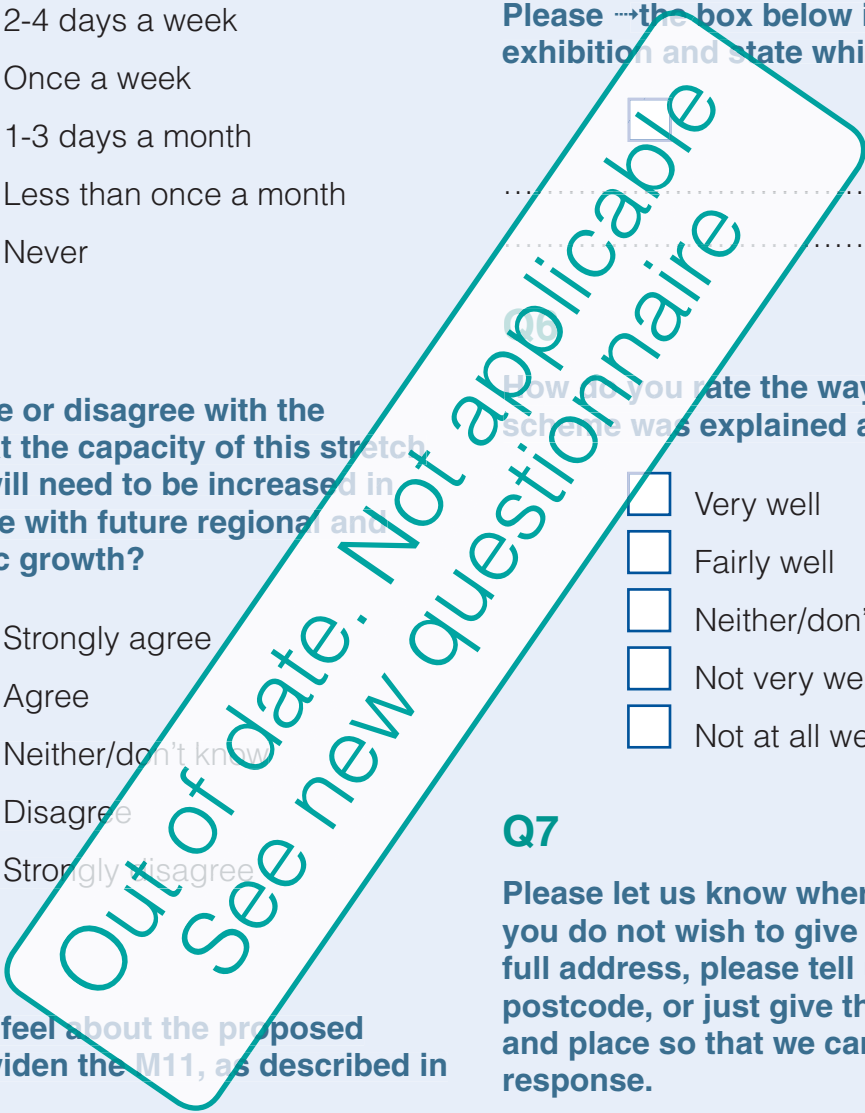 2-4 days a week
Once a week
1-3 days a month
Less than once a month
Never
e or disagree with the
t the capacity of this stretch
will need to be increased in
e with future regional and
c growth?
Strongly agree
Agree
Neither/don't know
Disagree
Strongly disagree
feel about the proposed
widen the M11, as described in
Please ⤑the box below i
exhibition and state whi
Q6
How do you rate the way
scheme was explained a
Very well
Fairly well
Neither/don'
Not very we
Not at all we
Q7
Please let us know wher
you do not wish to give
full address, please tell
postcode, or just give th
and place so that we can
response.
Out of date. Not applicable
See new questionnaire